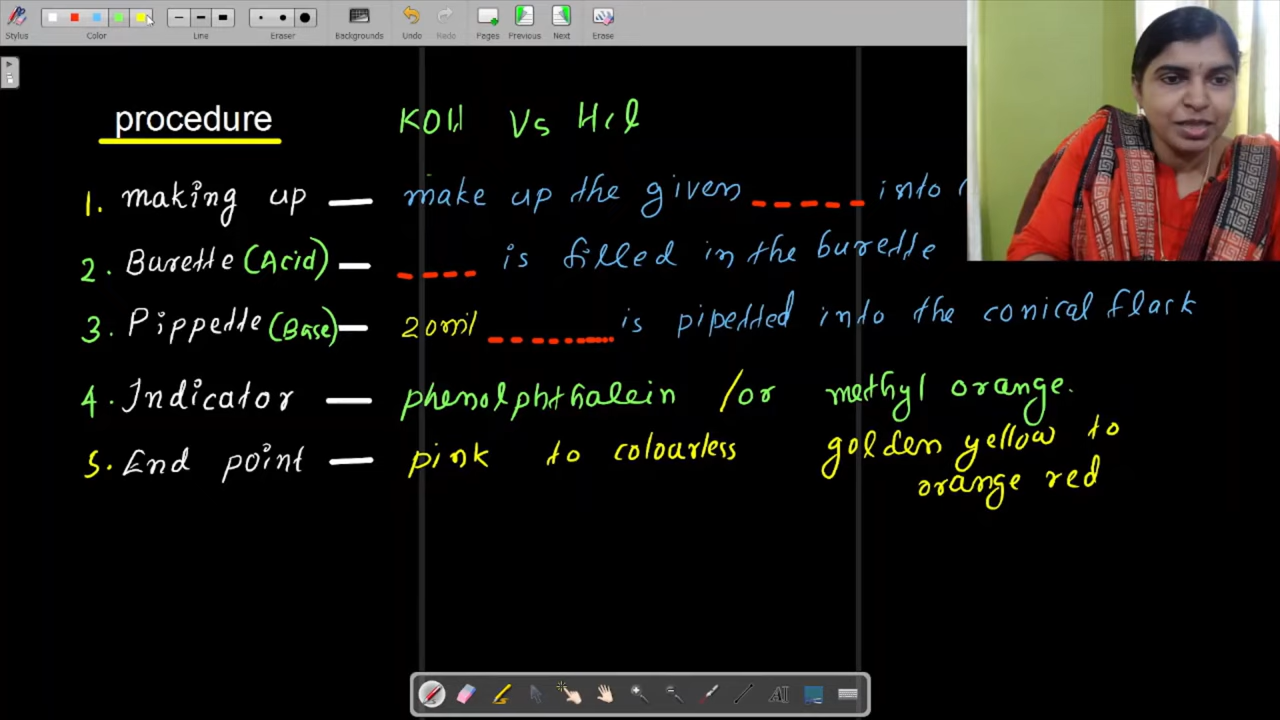 Stylus Color Line Eraser Backgrounds Undo Redo Pages Previous Next Erase
procedure KOH Vs Hcl
1. making up — make up the given ----- into
2. Burette (Acid) — ---- is filled in the burette
3. Pippette (Base) — 20ml ------- is pipetted into the conical flask
4. Indicator — phenolphthalein / or methyl orange.
5. End point — pink to colourless golden yellow to
orange red